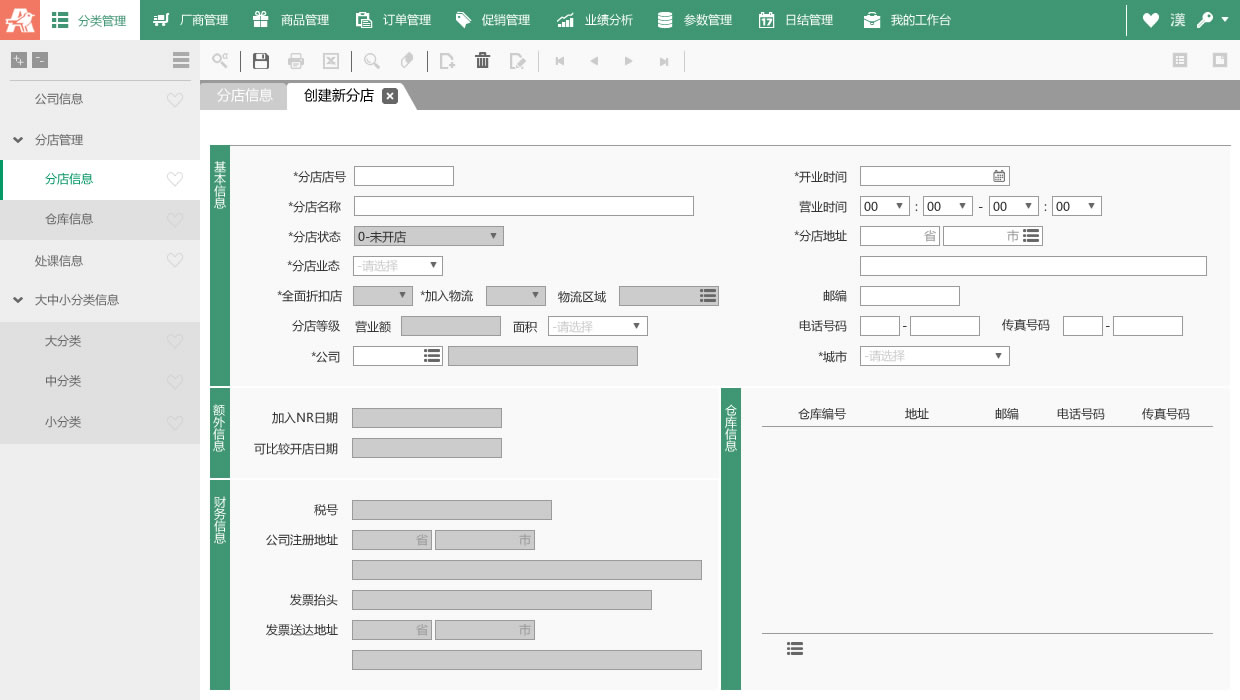 分类管理 厂商管理 商品管理 订单管理 促销管理 业绩分析 参数管理 日结管理 我的工作台 漢
公司信息
分店管理
分店信息
仓库信息
处课信息
大中小分类信息
大分类
中分类
小分类
分店信息 创建新分店
基本信息
*分店店号 *开业时间
*分店名称 营业时间 00 : 00 - 00 : 00
*分店状态 0-未开店 *分店地址 省 市
*分店业态 -请选择
*全面折扣店 *加入物流 物流区域 邮编
分店等级 营业额 面积 -请选择 电话号码 - 传真号码 -
*公司 *城市 -请选择
额外信息
加入NR日期
可比较开店日期
财务信息
税号
公司注册地址 省 市
发票抬头
发票送达地址 省 市
仓库信息
仓库编号 地址 邮编 电话号码 传真号码